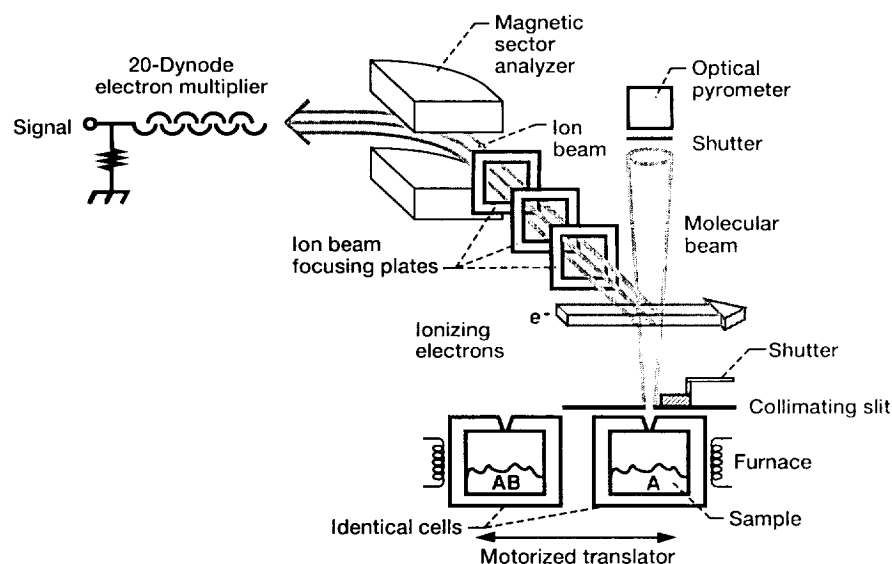 Magnetic
sector
analyzer
20-Dynode
electron multiplier
Optical
pyrometer
Signal
Ion
beam
Shutter
Molecular
beam
Ion beam
focusing plates
e-
Ionizing
electrons
Shutter
Collimating slit
Furnace
AB
A
Sample
Identical cells
Motorized translator